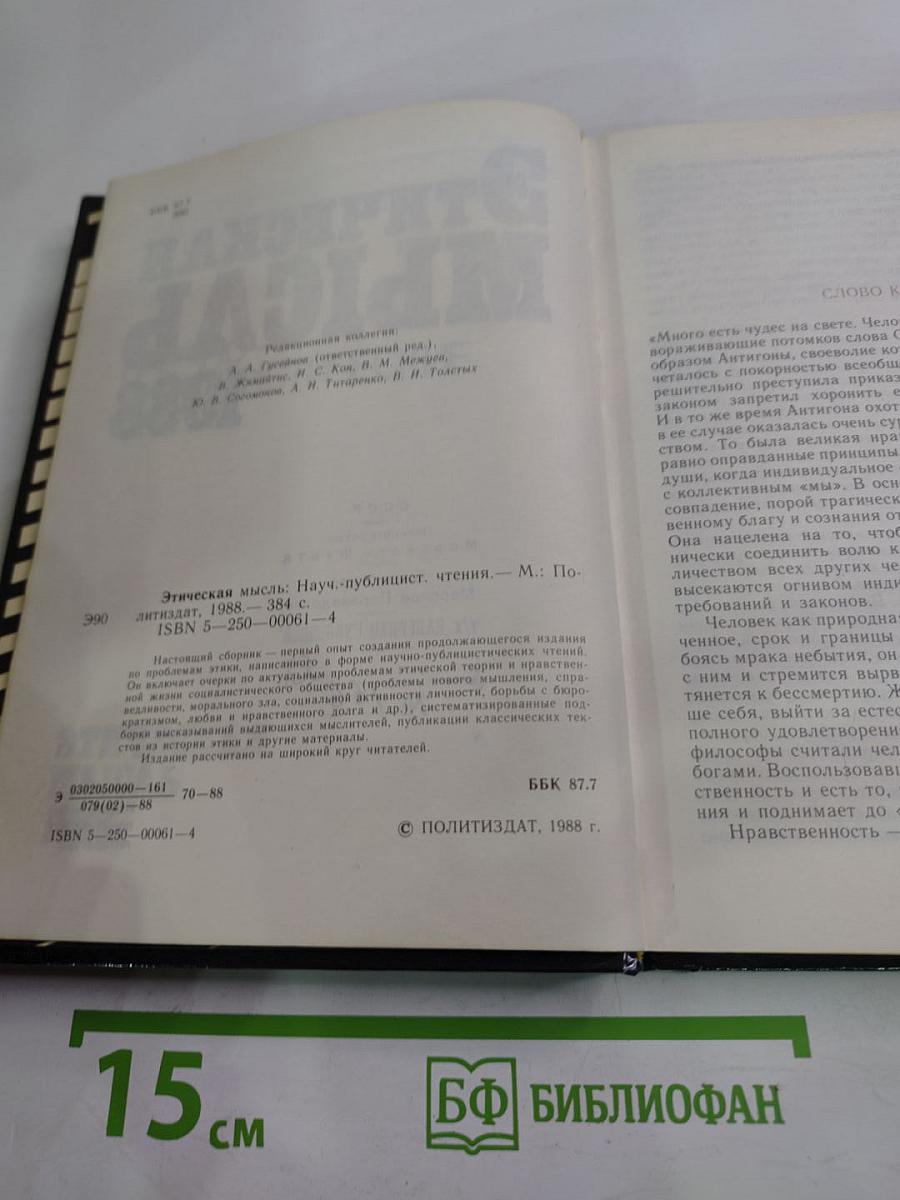 ББК 87.7
Э90
Редакционная коллегия:
А. А. Гусейнов (ответственный ред.),
В. Жямайтис, И. С. Кон, В. М. Межуев,
Ю. В. Согомонов, А. И. Титаренко, В. И. Толстых
Этическая мысль: Науч.-публицист. чтения.— М.: По-
Э90 литиздат, 1988.— 384 с.
ISBN 5—250—00061—4
Настоящий сборник — первый опыт создания продолжающегося издания
по проблемам этики, написанного в форме научно-публицистических чтений.
Он включает очерки по актуальным проблемам этической теории и нравствен-
ной жизни социалистического общества (проблемы нового мышления, спра-
ведливости, морального зла, социальной активности личности, борьбы с бюро-
кратизмом, любви и нравственного долга и др.), систематизированные под-
борки высказываний выдающихся мыслителей, публикации классических тек-
стов из истории этики и другие материалы.
Издание рассчитано на широкий круг читателей.
Э 0302050000—161
079(02)—88 70—88
ББК 87.7
ISBN 5—250—00061—4
© ПОЛИТИЗДАТ, 1988 г.
СЛОВО К
«Много есть чудес на свете. Чело
вораживающие потомков слова С
образом Антигоны, своеволие ко
четалось с покорностью всеобщ
решительно преступила приказ
законом запретил хоронить е
И в то же время Антигона охот
в ее случае оказалась очень су
ством. То была великая нра
равно оправданные принципы
души, когда индивидуальное
с коллективным «мы». В осн
совпадение, порой трагическ
венному благу и сознания от
Она нацелена на то, чтоб
нически соединить волю к
личеством всех других че
высекаются огнивом инди
требований и законов.
Человек как природна
ченное, срок и границы
боясь мрака небытия, он
с ним и стремится вырв
тянется к бессмертию. Ж
ше себя, выйти за естес
полного удовлетворени
философы считали чел
богами. Воспользовавш
ственность и есть то,
ния и поднимает до «
Нравственность —
15 см
БФ БИБЛИОФАН